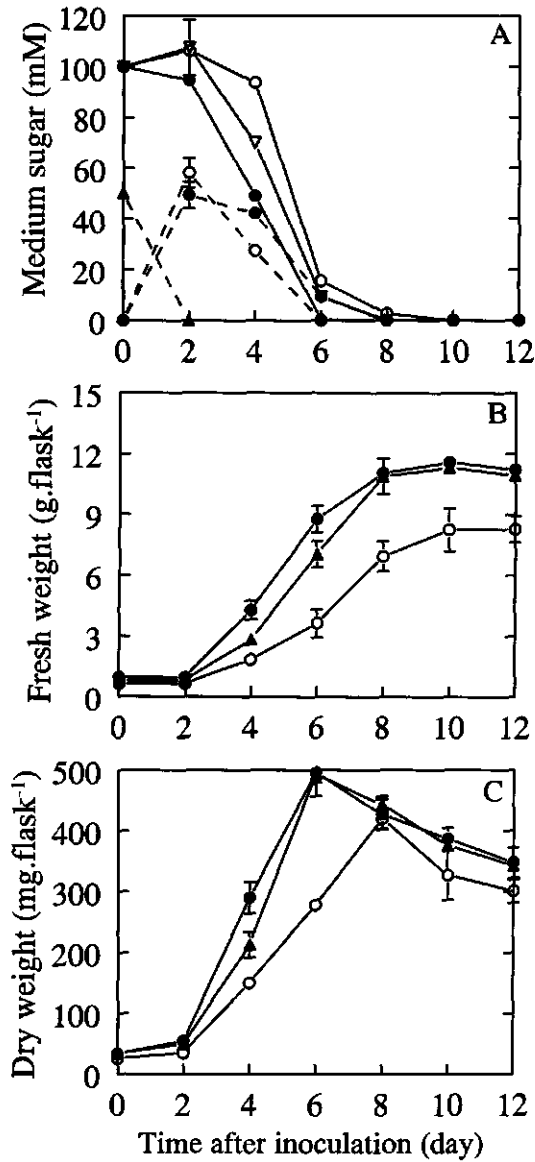 A
Medium sugar (mM)
120
100
80
60
40
20
0
0 2 4 6 8 10 12
B
Fresh weight (g.flask⁻¹)
15
12
9
6
3
0
0 2 4 6 8 10 12
C
Dry weight (mg.flask⁻¹)
500
400
300
200
100
0
0 2 4 6 8 10 12
Time after inoculation (day)